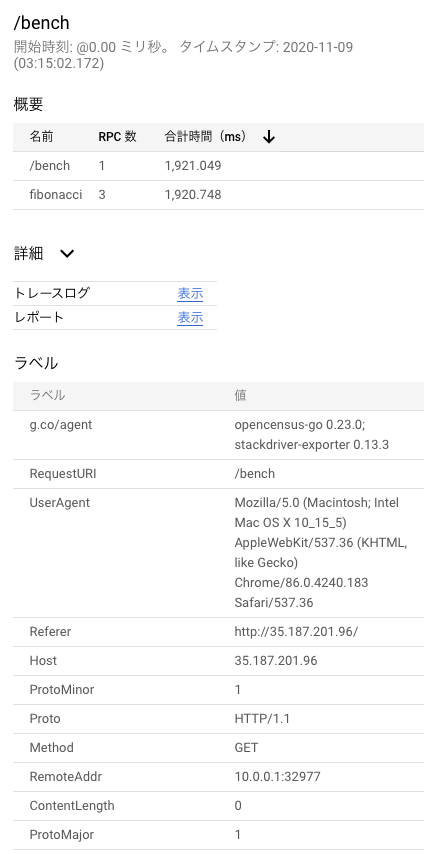 /bench
開始時刻: @0.00 ミリ秒。 タイムスタンプ: 2020-11-09
(03:15:02.172)
概要
名前 RPC 数 合計時間（ms）
/bench 1 1,921.049
fibonacci 3 1,920.748
詳細
トレースログ 表示
レポート 表示
ラベル
ラベル 値
g.co/agent opencensus-go 0.23.0;
stackdriver-exporter 0.13.3
RequestURI /bench
UserAgent Mozilla/5.0 (Macintosh; Intel
Mac OS X 10_15_5)
AppleWebKit/537.36 (KHTML,
like Gecko)
Chrome/86.0.4240.183
Safari/537.36
Referer http://35.187.201.96/
Host 35.187.201.96
ProtoMinor 1
Proto HTTP/1.1
Method GET
RemoteAddr 10.0.0.1:32977
ContentLength 0
ProtoMajor 1